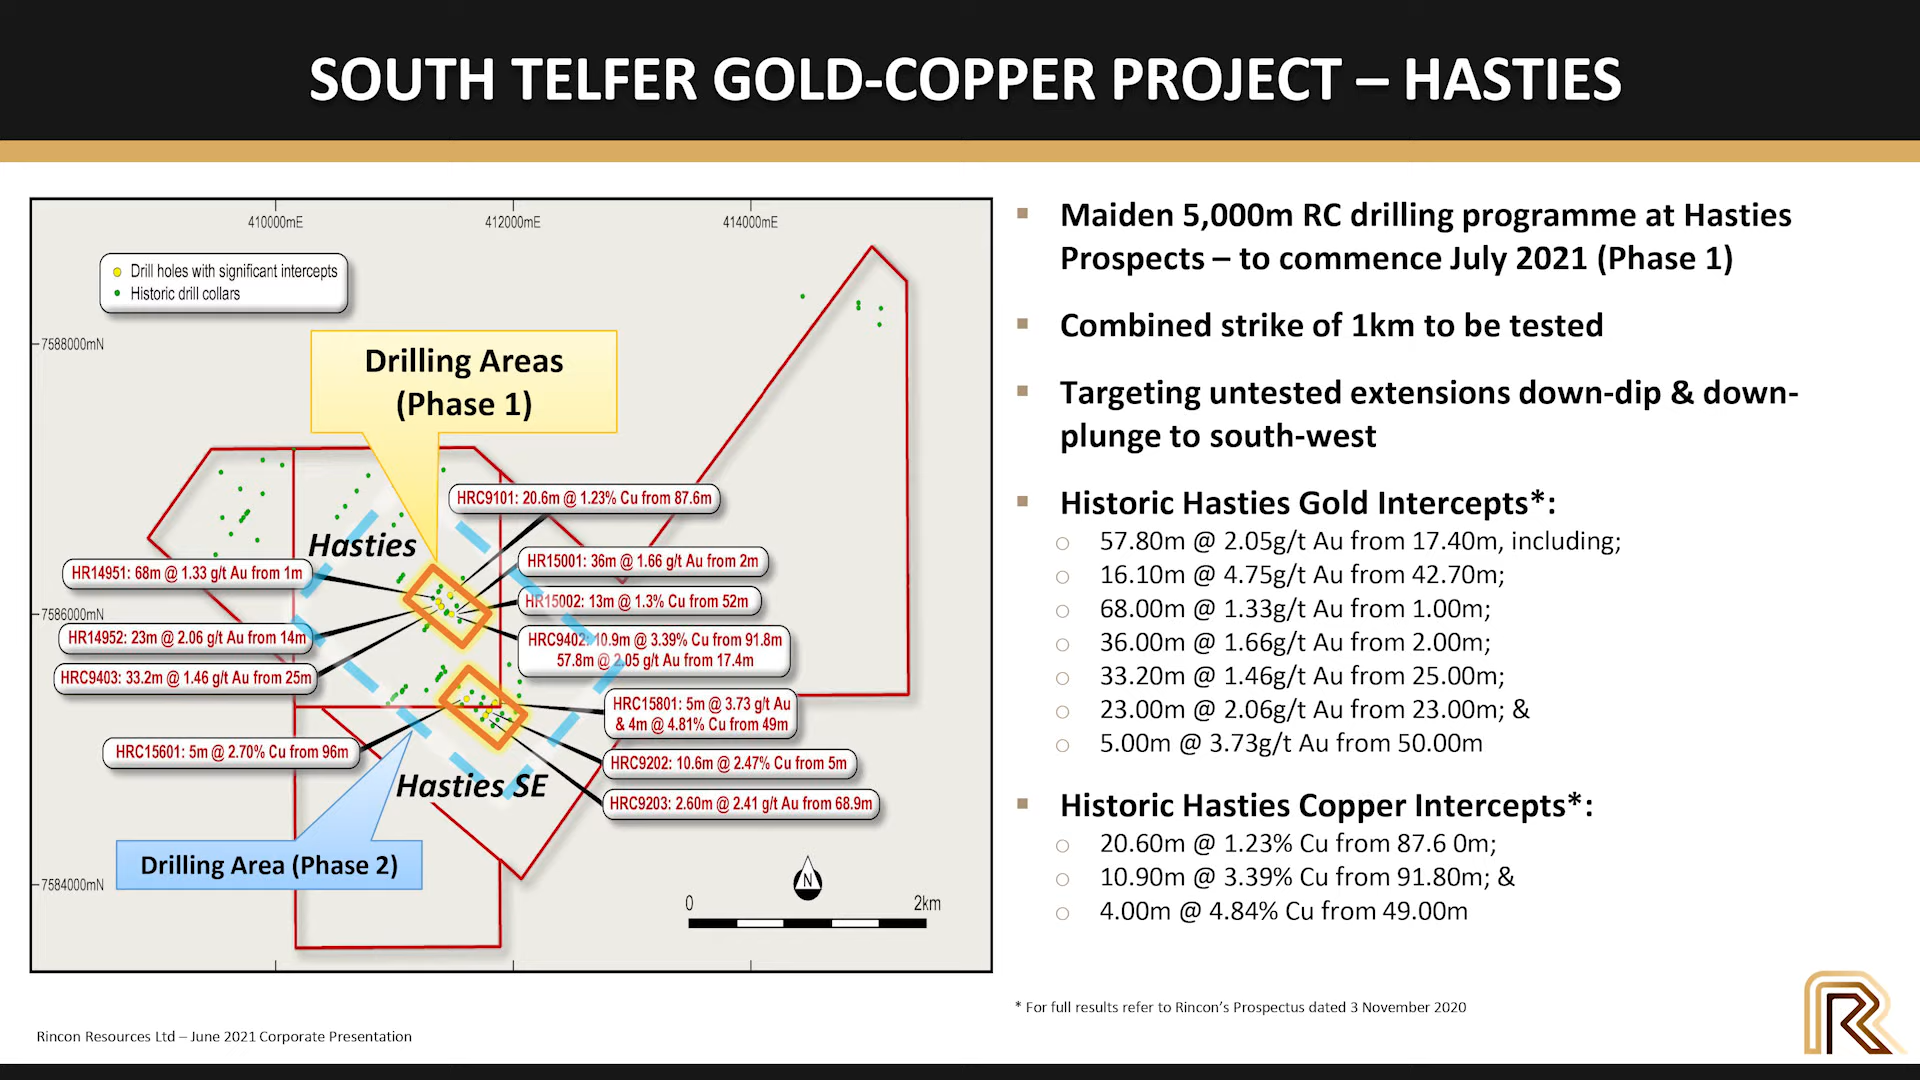 SOUTH TELFER GOLD-COPPER PROJECT – HASTIES
410000mE
412000mE
414000mE
Drill holes with significant intercepts
Historic drill collars
7588000mN
Drilling Areas
(Phase 1)
HRC9101: 20.6m @ 1.23% Cu from 87.6m
Hasties
HR15001: 36m @ 1.66 g/t Au from 2m
HR14951: 68m @ 1.33 g/t Au from 1m
HR15002: 13m @ 1.3% Cu from 52m
7586000mN
HR14952: 23m @ 2.06 g/t Au from 14m
HRC9402: 10.9m @ 3.39% Cu from 91.8m
57.8m @ 2.05 g/t Au from 17.4m
HRC9403: 33.2m @ 1.46 g/t Au from 25m
HRC15801: 5m @ 3.73 g/t Au
& 4m @ 4.81% Cu from 49m
HRC15601: 5m @ 2.70% Cu from 96m
HRC9202: 10.6m @ 2.47% Cu from 5m
Hasties SE
HRC9203: 2.60m @ 2.41 g/t Au from 68.9m
Drilling Area (Phase 2)
7584000mN
N
0
2km
▪ Maiden 5,000m RC drilling programme at Hasties
Prospects – to commence July 2021 (Phase 1)
▪ Combined strike of 1km to be tested
▪ Targeting untested extensions down-dip & down-
plunge to south-west
▪ Historic Hasties Gold Intercepts*:
○ 57.80m @ 2.05g/t Au from 17.40m, including;
○ 16.10m @ 4.75g/t Au from 42.70m;
○ 68.00m @ 1.33g/t Au from 1.00m;
○ 36.00m @ 1.66g/t Au from 2.00m;
○ 33.20m @ 1.46g/t Au from 25.00m;
○ 23.00m @ 2.06g/t Au from 23.00m; &
○ 5.00m @ 3.73g/t Au from 50.00m
▪ Historic Hasties Copper Intercepts*:
○ 20.60m @ 1.23% Cu from 87.6 0m;
○ 10.90m @ 3.39% Cu from 91.80m; &
○ 4.00m @ 4.84% Cu from 49.00m
* For full results refer to Rincon's Prospectus dated 3 November 2020
Rincon Resources Ltd – June 2021 Corporate Presentation